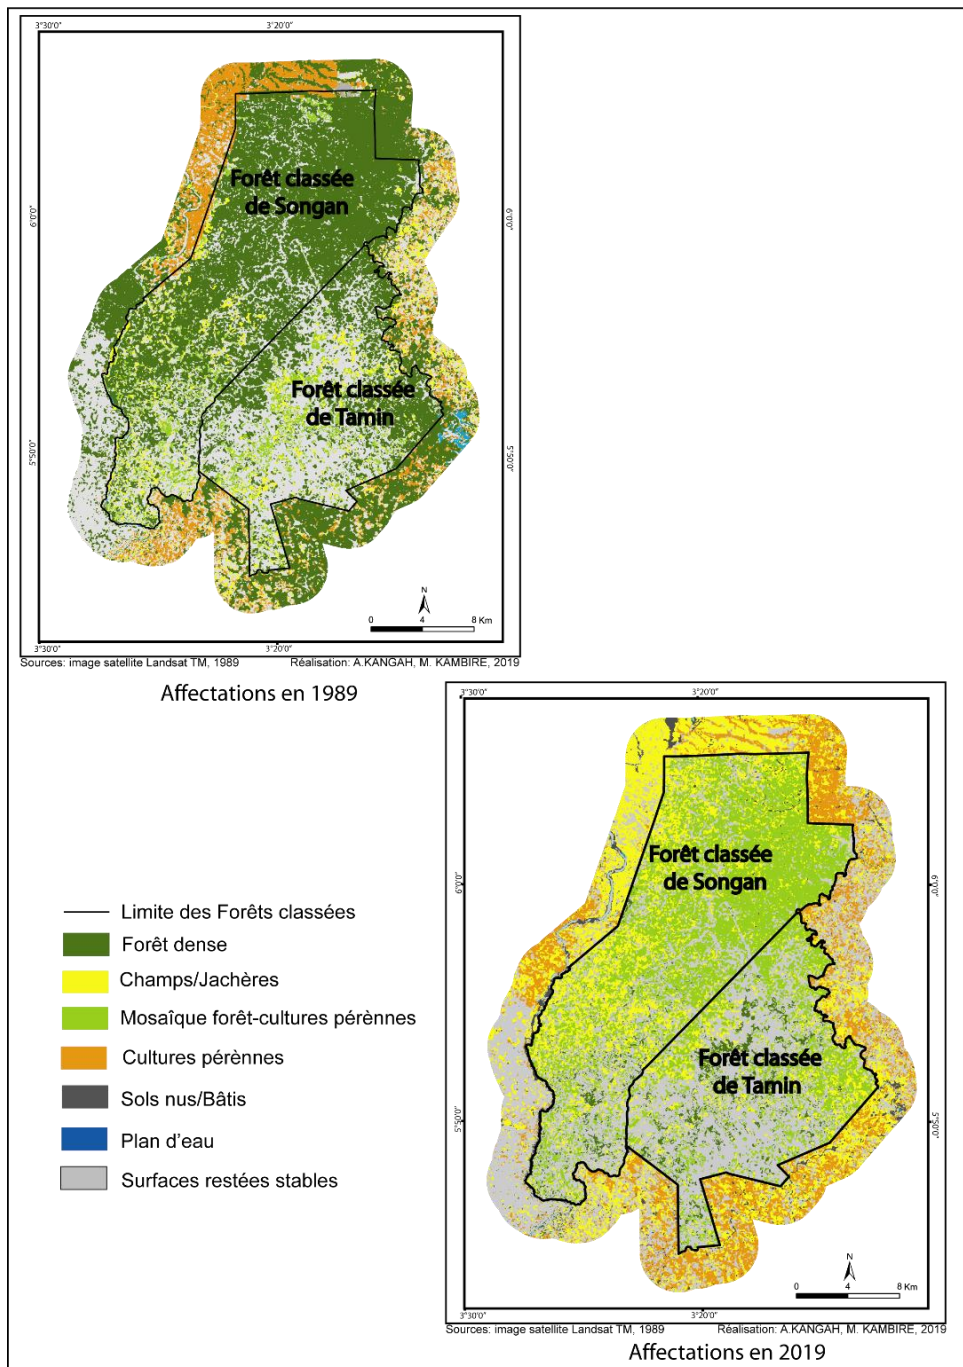 3°30'0"
3°20'0"
Forêt classée
de Songan
6°0'0"
6°0'0"
Forêt classée
de Tamin
5°50'0"
5°50'0"
N
0 4 8 Km
3°30'0"
3°20'0"
Sources: image satellite Landsat TM, 1989 Réalisation: A.KANGAH, M. KAMBIRE, 2019
Affectations en 1989
3°30'0"
3°20'0"
Forêt classée
de Songan
6°0'0"
6°0'0"
Forêt classée
de Tamin
5°50'0"
5°50'0"
N
0 4 8 Km
3°30'0"
3°20'0"
Sources: image satellite Landsat TM, 1989 Réalisation: A.KANGAH, M. KAMBIRE, 2019
Affectations en 2019
Limite des Forêts classées
Forêt dense
Champs/Jachères
Mosaîque forêt-cultures pérènnes
Cultures pérènnes
Sols nus/Bâtis
Plan d'eau
Surfaces restées stables